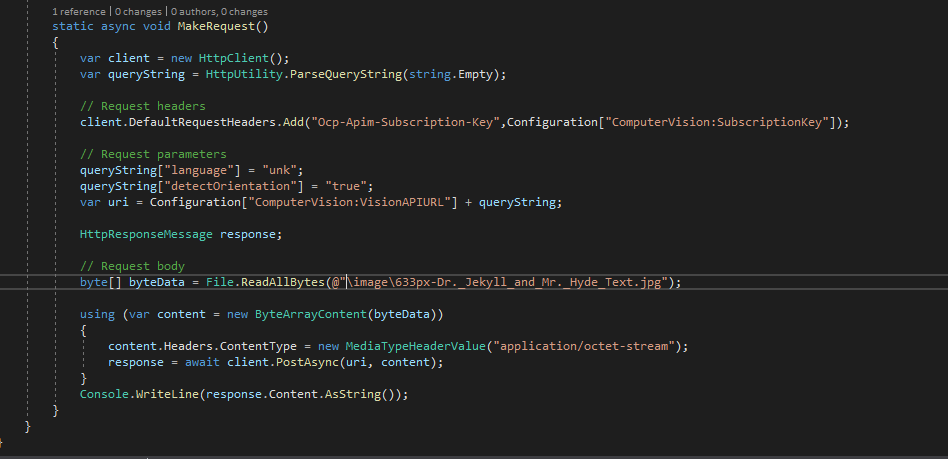 1 reference | 0 changes | 0 authors, 0 changes
static async void MakeRequest()
{
var client = new HttpClient();
var queryString = HttpUtility.ParseQueryString(string.Empty);
// Request headers
client.DefaultRequestHeaders.Add("Ocp-Apim-Subscription-Key",Configuration["ComputerVision:SubscriptionKey"]);
// Request parameters
queryString["language"] = "unk";
queryString["detectOrientation"] = "true";
var uri = Configuration["ComputerVision:VisionAPIURL"] + queryString;
HttpResponseMessage response;
// Request body
byte[] byteData = File.ReadAllBytes(@"\image\633px-Dr._Jekyll_and_Mr._Hyde_Text.jpg");
using (var content = new ByteArrayContent(byteData))
{
content.Headers.ContentType = new MediaTypeHeaderValue("application/octet-stream");
response = await client.PostAsync(uri, content);
}
Console.WriteLine(response.Content.AsString());
}
}
}